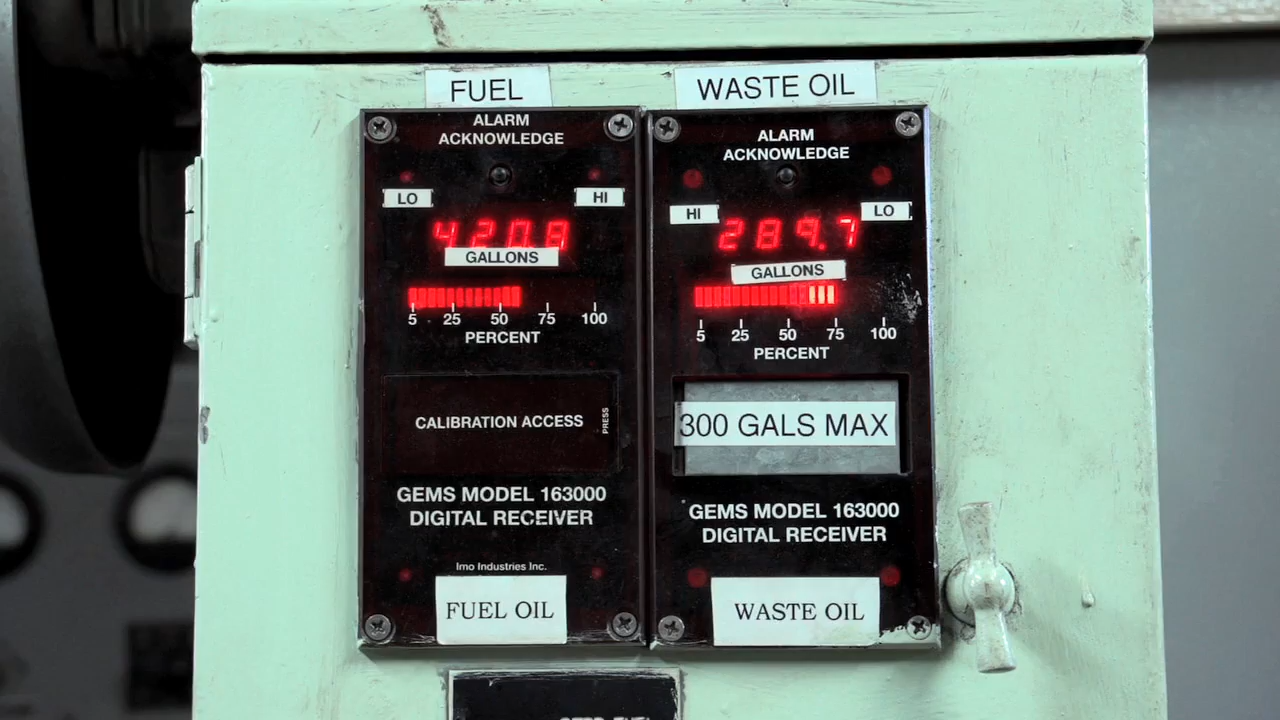 FUEL
ALARM
ACKNOWLEDGE
LO
HI
420.8
GALLONS
5 25 50 75 100
PERCENT
CALIBRATION ACCESS
PRESS
GEMS MODEL 163000
DIGITAL RECEIVER
Imo Industries Inc.
FUEL OIL
WASTE OIL
ALARM
ACKNOWLEDGE
HI
LO
289.7
GALLONS
5 25 50 75 100
PERCENT
300 GALS MAX
GEMS MODEL 163000
DIGITAL RECEIVER
WASTE OIL